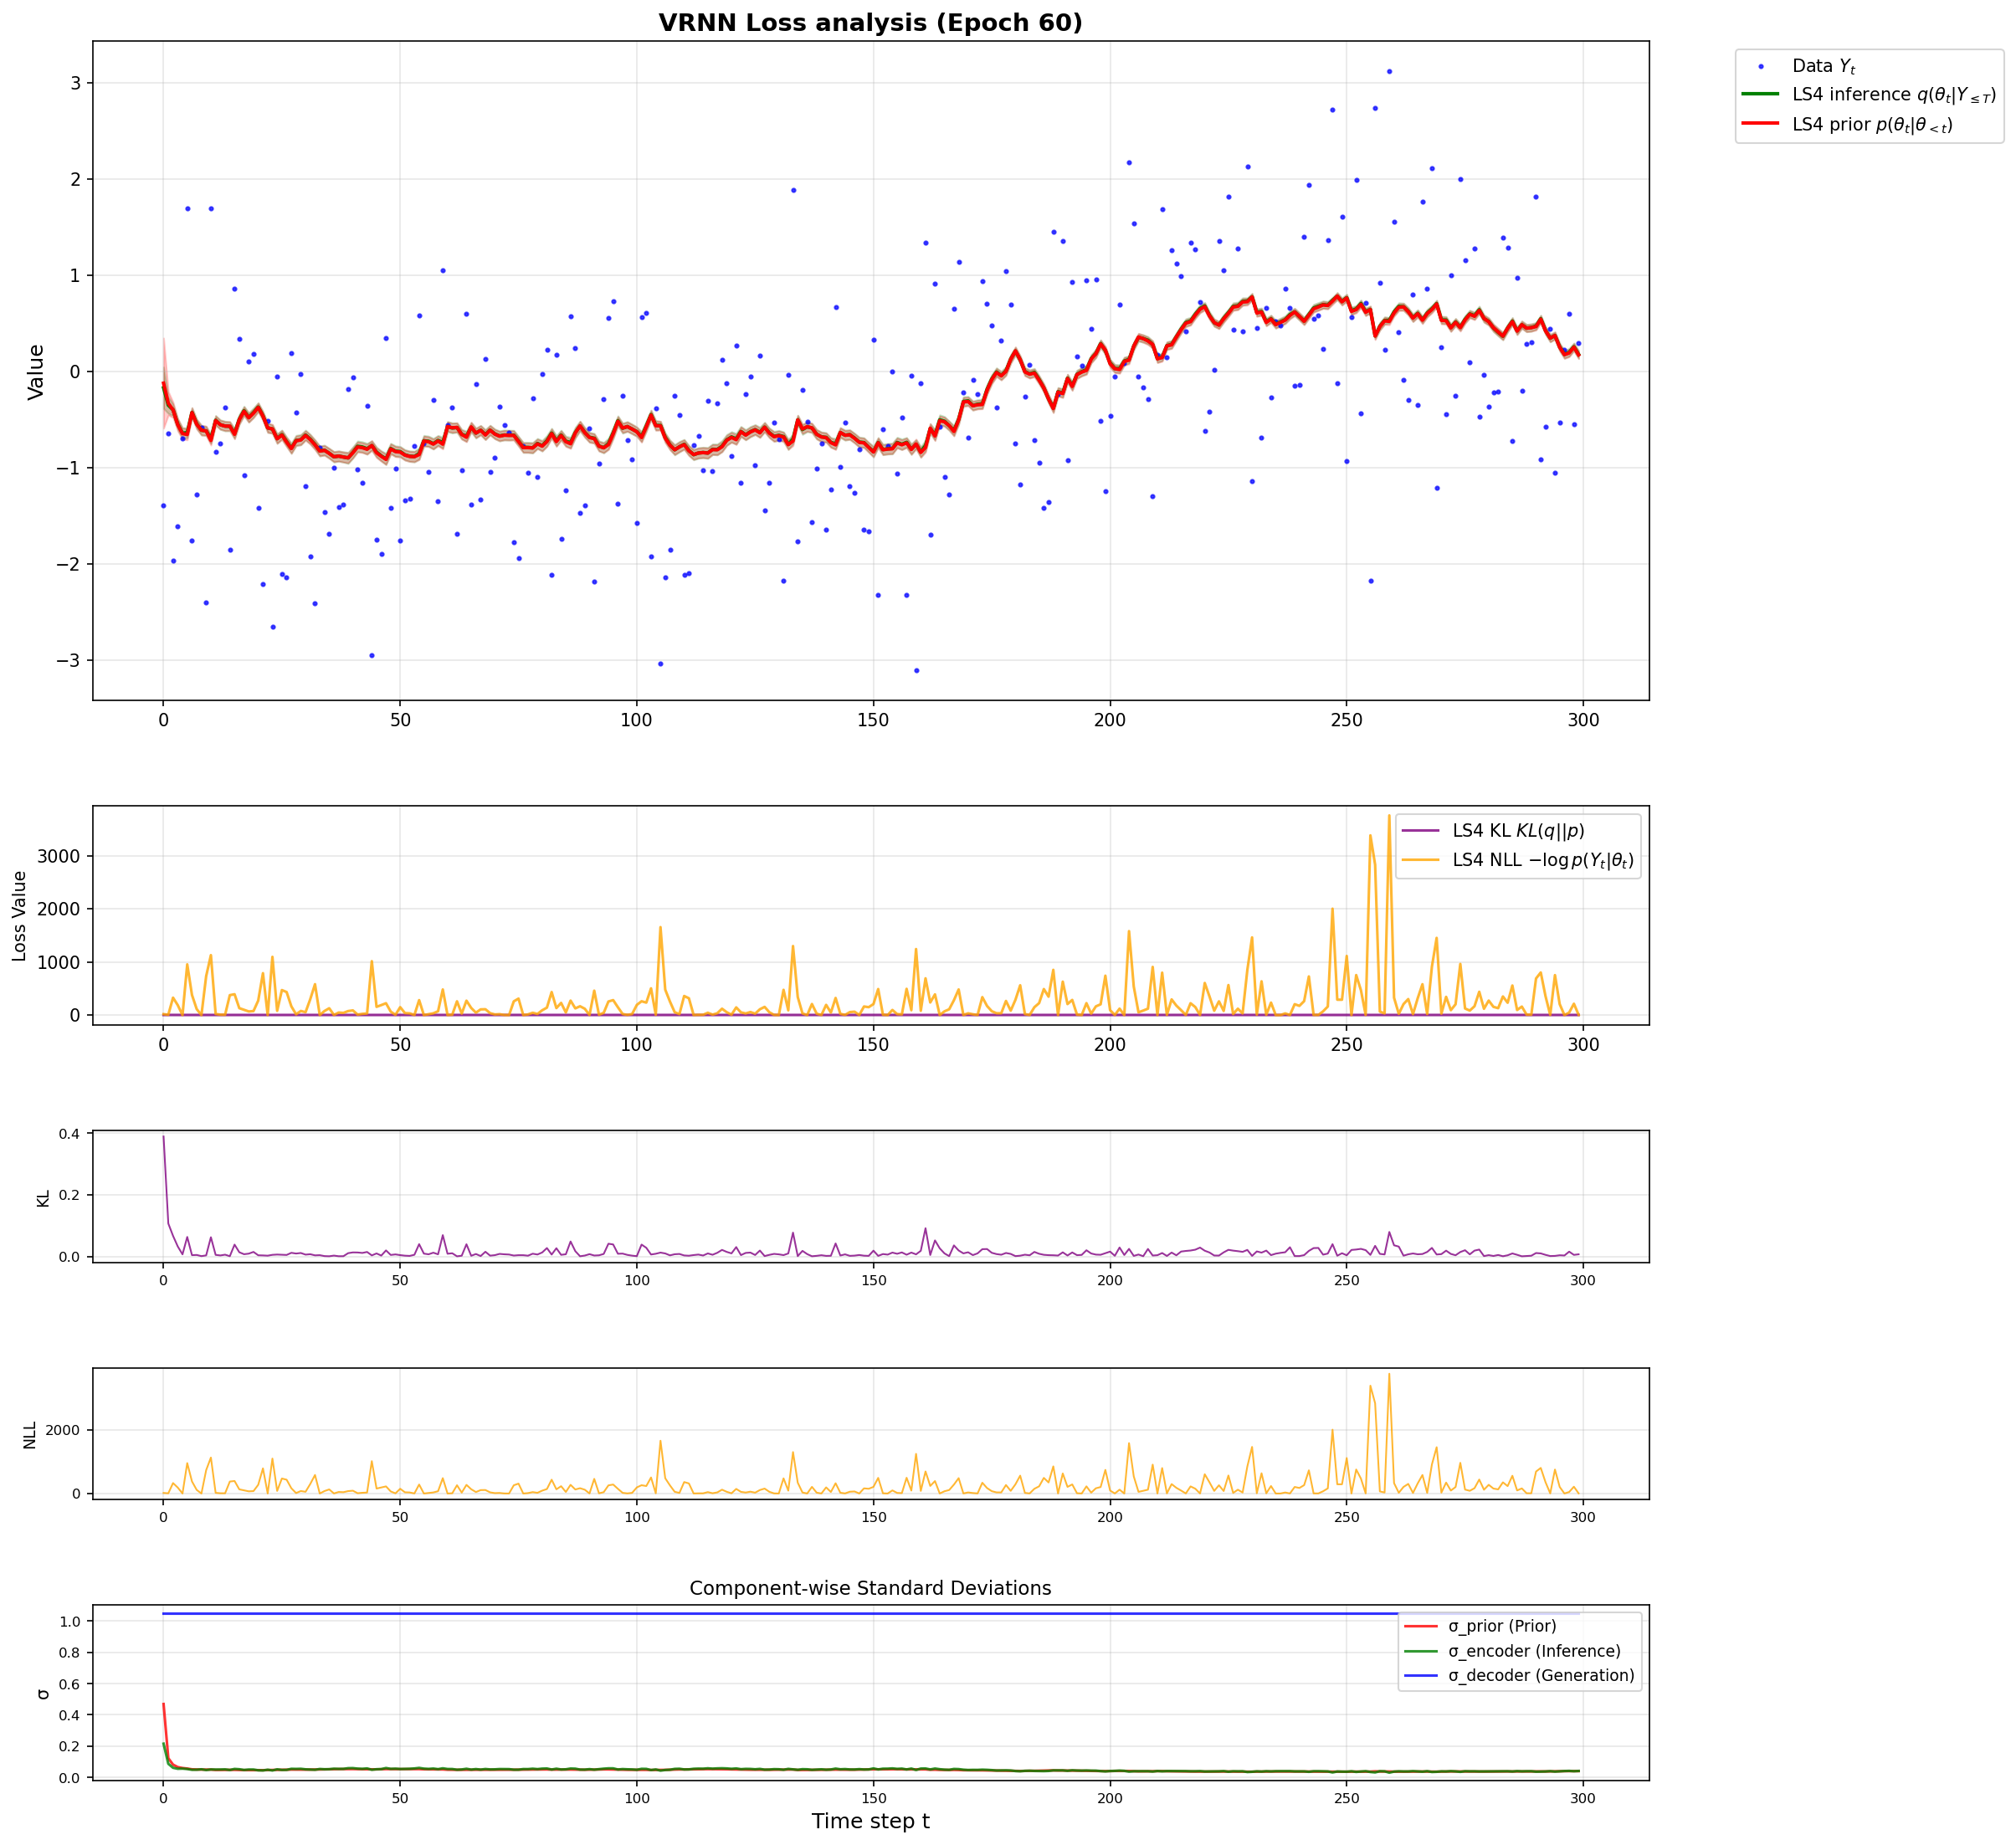 VRNN Loss analysis (Epoch 60)
Value
3
2
1
0
−1
−2
−3
0 50 100 150 200 250 300
Data Y_t
LS4 inference q(θ_t|Y_{≤T})
LS4 prior p(θ_t|θ_{<t})
Loss Value
3000
2000
1000
0
0 50 100 150 200 250 300
LS4 KL KL(q||p)
LS4 NLL −log p(Y_t|θ_t)
KL
0.4
0.2
0.0
0 50 100 150 200 250 300
NLL
2000
0
0 50 100 150 200 250 300
Component-wise Standard Deviations
σ
1.0
0.8
0.6
0.4
0.2
0.0
σ_prior (Prior)
σ_encoder (Inference)
σ_decoder (Generation)
0 50 100 150 200 250 300
Time step t